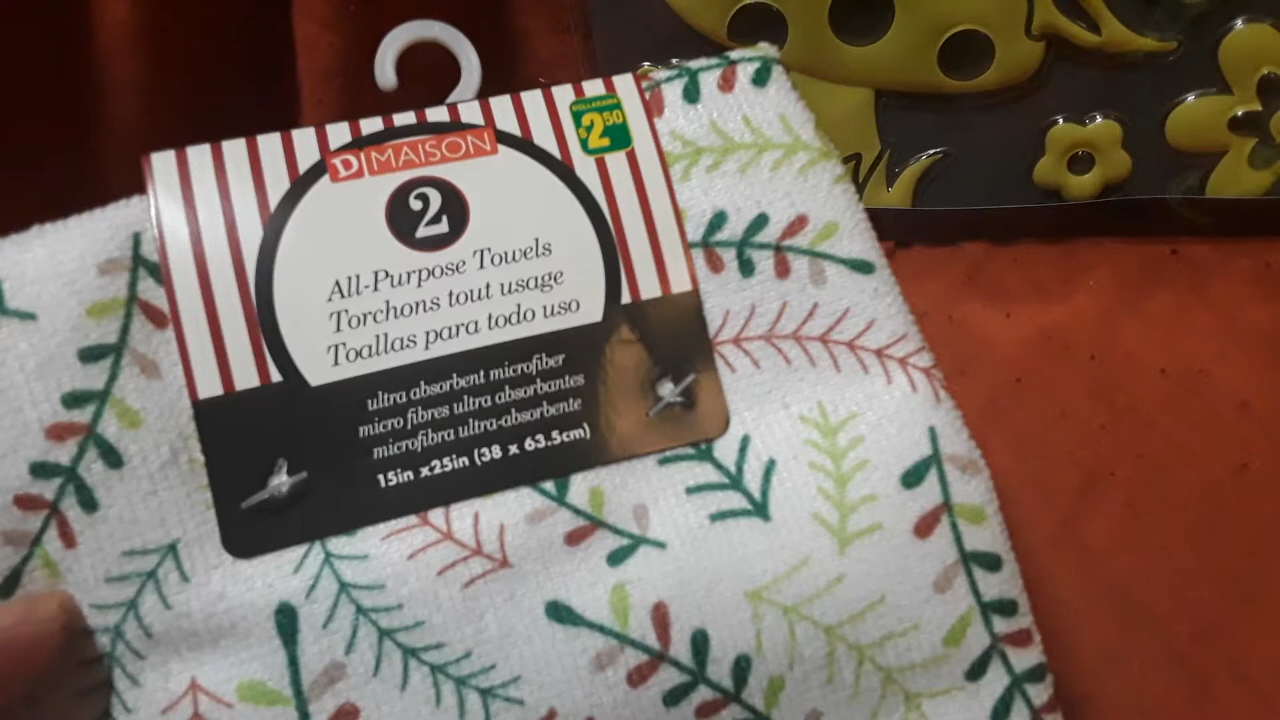 DOLLARAMA
$2.50
D|MAISON
2
All-Purpose Towels
Torchons tout usage
Toallas para todo uso
ultra absorbent microfiber
micro fibres ultra absorbantes
microfibra ultra-absorbente
15in x25in (38 x 63.5cm)